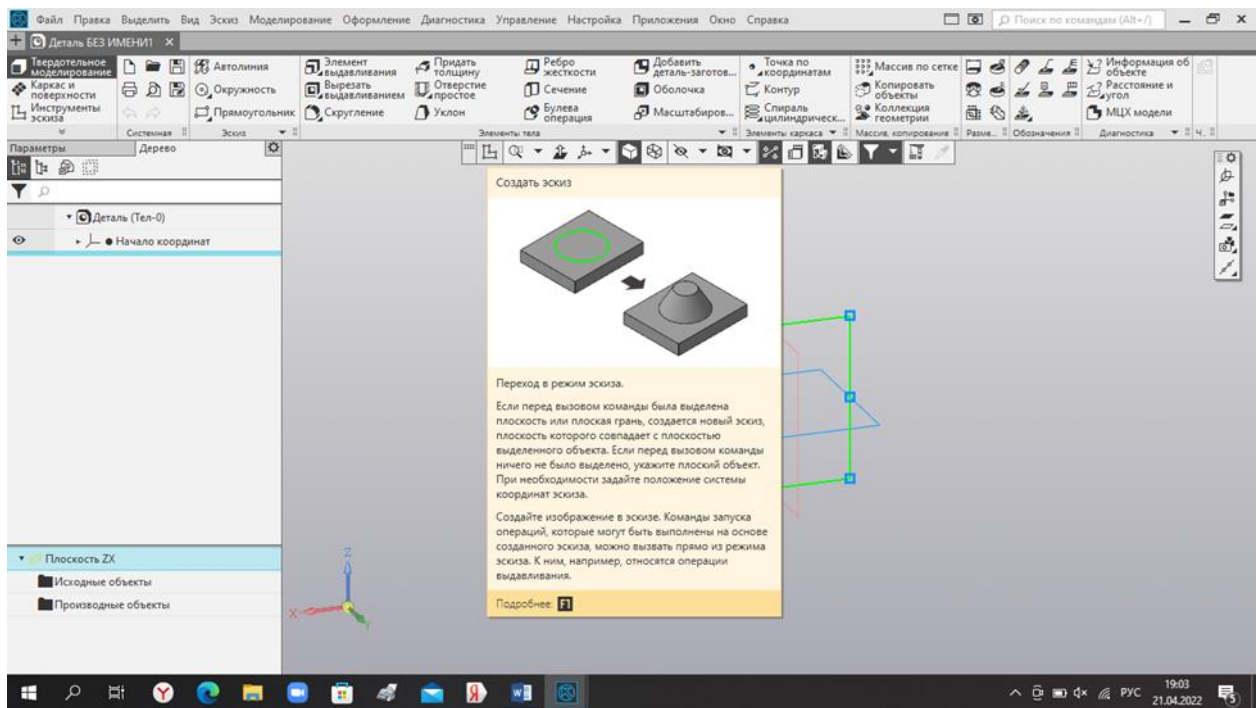 Файл Правка Выделить Вид Эскиз Моделирование Оформление Диагностика Управление Настройка Приложения Окно Справка
Поиск по командам (Alt+/)
Деталь БЕЗ ИМЕНИ1
Твердотельное моделирование
Каркас и поверхности
Инструменты эскиза
Автолиния
Окружность
Прямоугольник
Элемент выдавливания
Вырезать выдавливанием
Скругление
Придать толщину
Отверстие простое
Уклон
Ребро жесткости
Сечение
Булева операция
Добавить деталь-заготов...
Оболочка
Масштабиров...
Точка по координатам
Контур
Спираль цилиндрическ...
Массив по сетке
Копировать объекты
Коллекция геометрии
Информация об объекте
Расстояние и угол
МЦХ модели
Системная
Эскиз
Элементы тела
Элементы каркаса
Массив, копирование
Разме...
Обозначения
Диагностика
Ч...
Параметры
Дерево
Деталь (Тел-0)
Начало координат
Создать эскиз
Переход в режим эскиза.
Если перед вызовом команды была выделена
плоскость или плоская грань, создается новый эскиз,
плоскость которого совпадает с плоскостью
выделенного объекта. Если перед вызовом команды
ничего не было выделено, укажите плоский объект.
При необходимости задайте положение системы
координат эскиза.
Создайте изображение в эскизе. Команды запуска
операций, которые могут быть выполнены на основе
созданного эскиза, можно вызвать прямо из режима
эскиза. К ним, например, относятся операции
выдавливания.
Подробнее: F1
Плоскость ZX
Исходные объекты
Производные объекты
Z
X
Y
РУС
19:03
21.04.2022
5